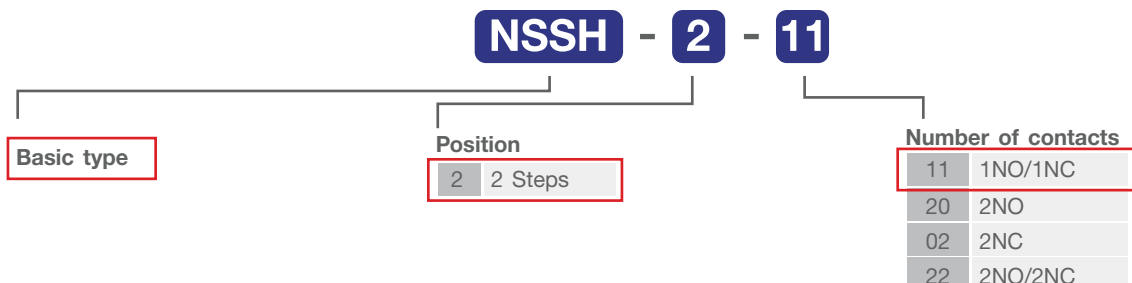 NSSH - 2 - 11
Basic type
Position
2 2 Steps
Number of contacts
11 1NO/1NC
20 2NO
02 2NC
22 2NO/2NC